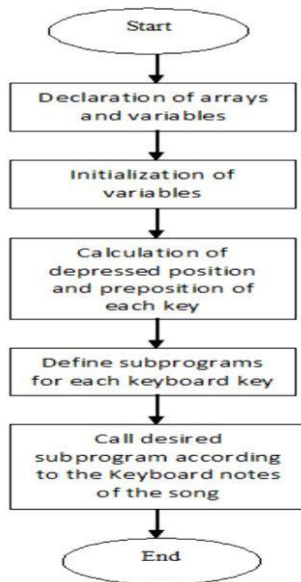 Start
Declaration of arrays
and variables
Initialization of
variables
Calculation of
depressed position
and preposition of
each key
Define subprograms
for each keyboard key
Call desired
subprogram according
to the Keyboard notes
of the song
End